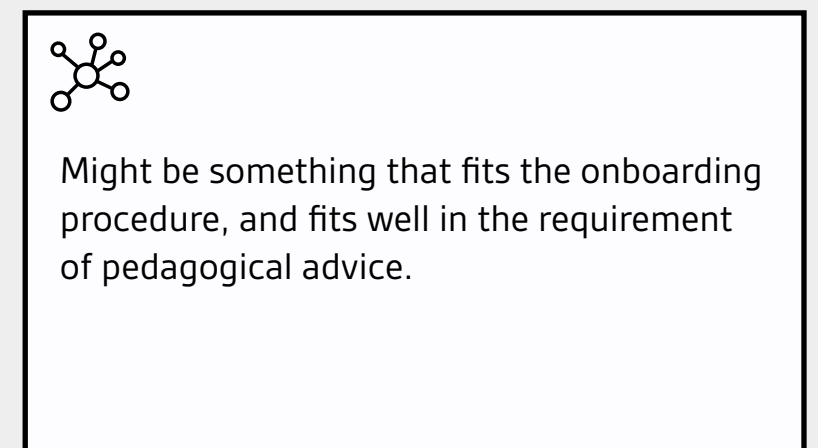 Might be something that fits the onboarding
procedure, and fits well in the requirement
of pedagogical advice.